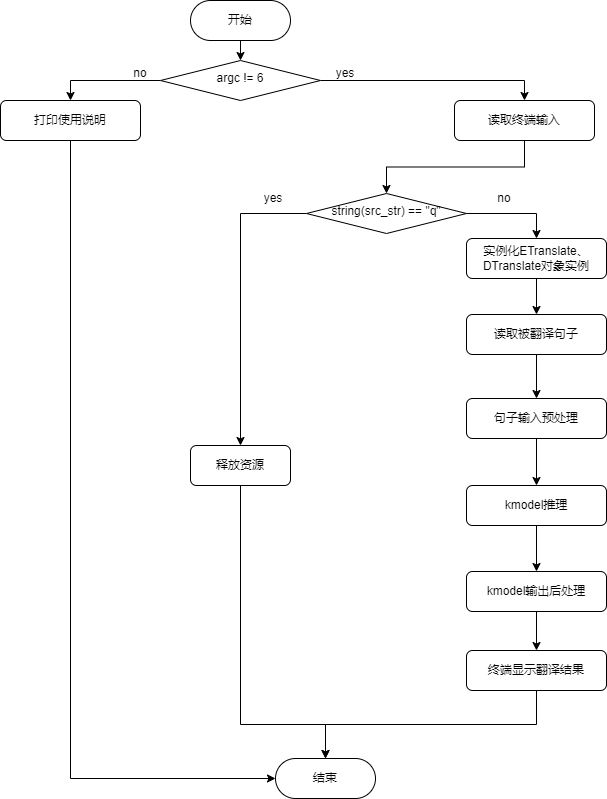 开始
argc != 6
no
yes
打印使用说明
读取终端输入
string(src_str) == "q"
yes
no
实例化ETranslate、
DTranslate对象实例
读取被翻译句子
句子输入预处理
释放资源
kmodel推理
kmodel输出后处理
终端显示翻译结果
结束